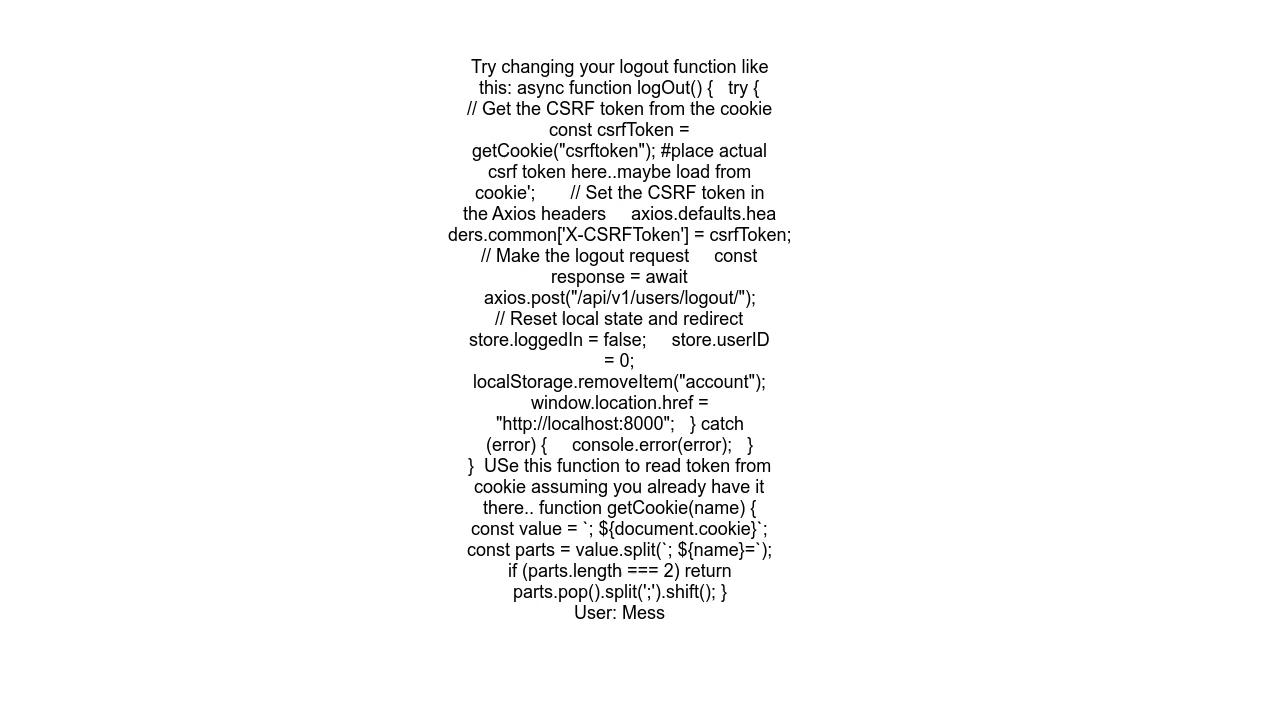 Try changing your logout function like
this: async function logOut() {   try {
// Get the CSRF token from the cookie
const csrfToken =
getCookie("csrftoken"); #place actual
csrf token here..maybe load from
cookie';       // Set the CSRF token in
the Axios headers     axios.defaults.hea
ders.common['X-CSRFToken'] = csrfToken;
// Make the logout request     const
response = await
axios.post("/api/v1/users/logout/");
// Reset local state and redirect
store.loggedIn = false;     store.userID
= 0;
localStorage.removeItem("account");
window.location.href =
"http://localhost:8000";   } catch
(error) {     console.error(error);   }
}  USe this function to read token from
cookie assuming you already have it
there.. function getCookie(name) {
const value = `; ${document.cookie}`;
const parts = value.split(`; ${name}=`);
if (parts.length === 2) return
parts.pop().split(';').shift(); }
User: Mess